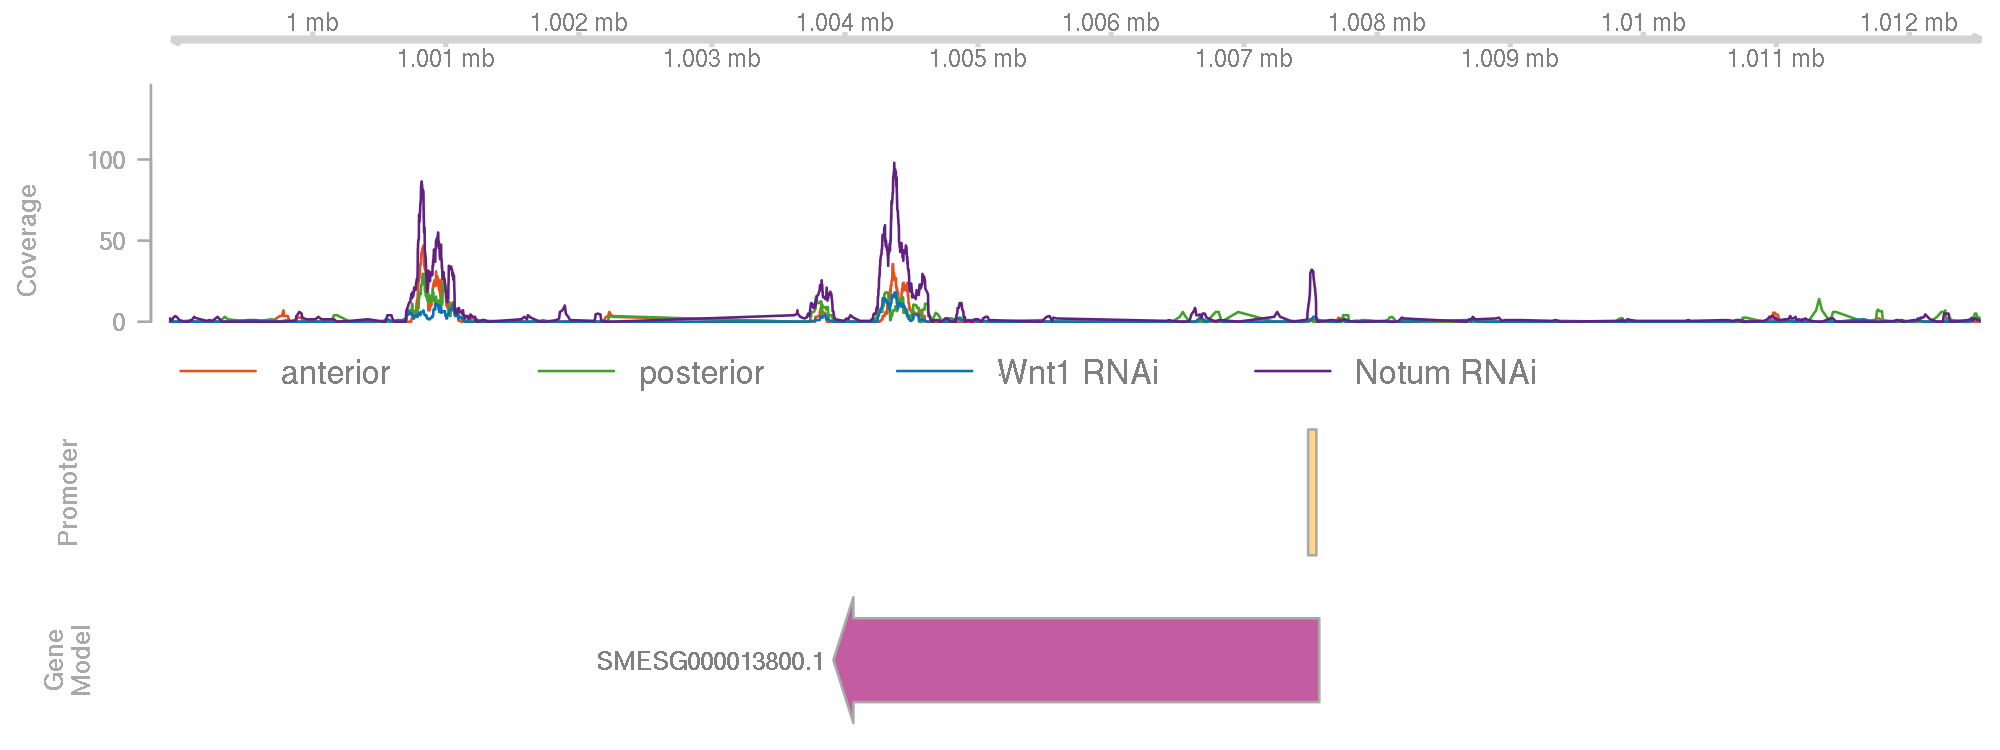 1 mb 1.002 mb 1.004 mb 1.006 mb 1.008 mb 1.01 mb 1.012 mb
1.001 mb 1.003 mb 1.005 mb 1.007 mb 1.009 mb 1.011 mb
Coverage
100
50
0
anterior posterior Wnt1 RNAi Notum RNAi
Promoter
Gene
Model
SMESG000013800.1